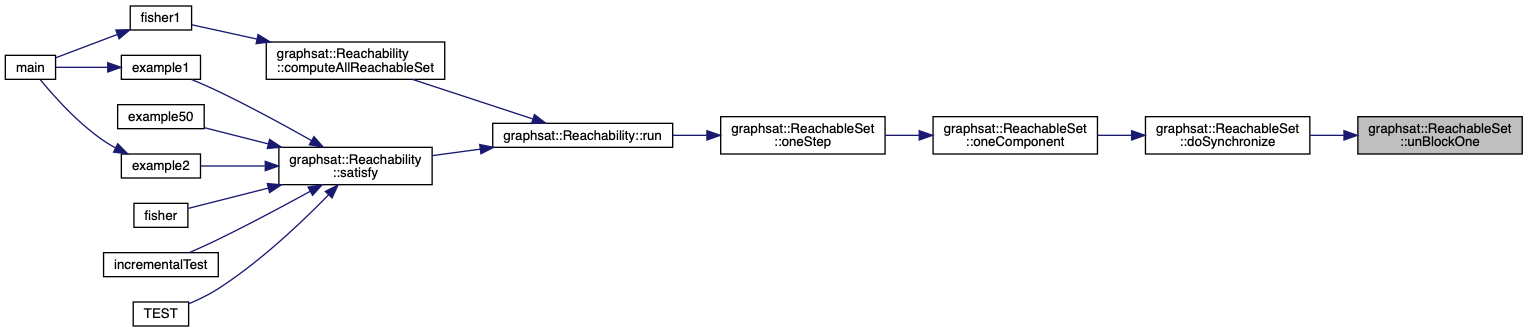 fisher1
main
example1
example50
example2
fisher
incrementalTest
TEST
graphsat::Reachability
::computeAllReachableSet
graphsat::Reachability
::satisfy
graphsat::Reachability::run
graphsat::ReachableSet
::oneStep
graphsat::ReachableSet
::oneComponent
graphsat::ReachableSet
::doSynchronize
graphsat::ReachableSet
::unBlockOne